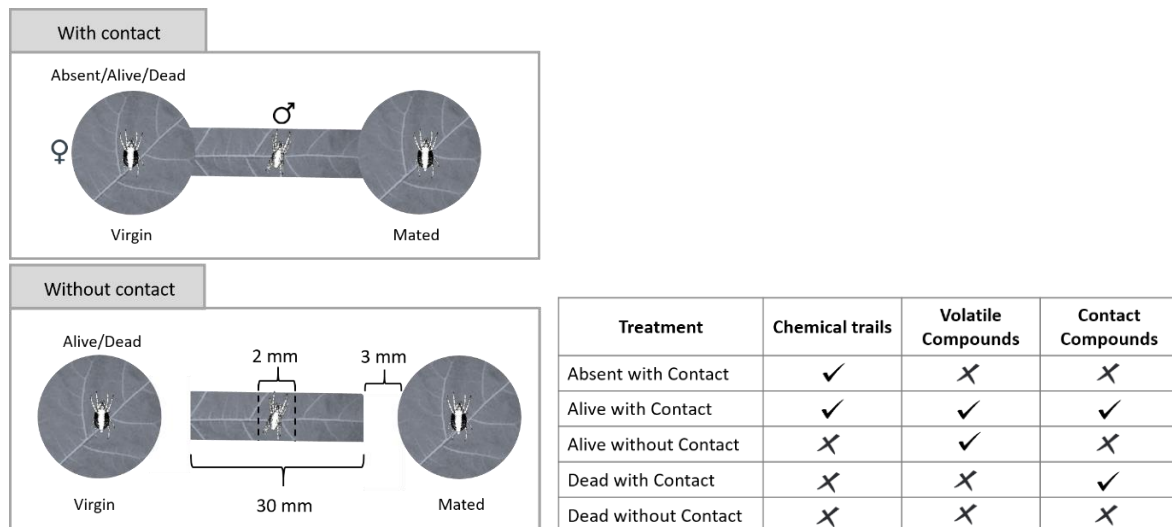 With contact
Absent/Alive/Dead
♂
♀
Virgin Mated
Without contact
Alive/Dead
2 mm 3 mm
Virgin 30 mm Mated
Treatment Chemical trails Volatile Compounds Contact Compounds
Absent with Contact ✓ ✗ ✗
Alive with Contact ✓ ✓ ✓
Alive without Contact ✗ ✓ ✗
Dead with Contact ✗ ✗ ✓
Dead without Contact ✗ ✗ ✗